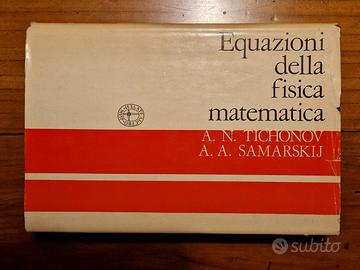 Equazioni
della
fisica
matematica
A. N. TICHONOV
A. A. SAMARSKIJ
subito